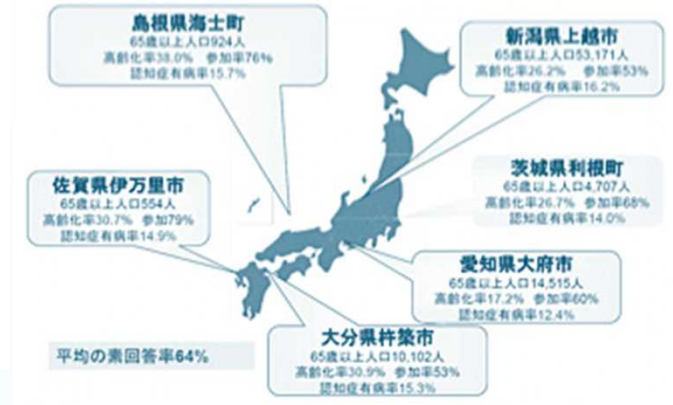 島根県海士町
65歳以上人口924人
高齢化率38.0% 参加率76%
認知症有病率15.7%
新潟県上越市
65歳以上人口53,171人
高齢化率26.2% 参加率53%
認知症有病率16.2%
佐賀県伊万里市
65歳以上人口554人
高齢化率30.7% 参加79%
認知症有病率14.9%
茨城県利根町
65歳以上人口4,707人
高齢化率26.7% 参加率68%
認知症有病率14.0%
愛知県大府市
65歳以上人口14,515人
高齢化率17.2% 参加率60%
認知症有病率12.4%
大分県杵築市
65歳以上人口10,102人
高齢化率30.9% 参加率53%
認知症有病率15.3%
平均の素回答率64%